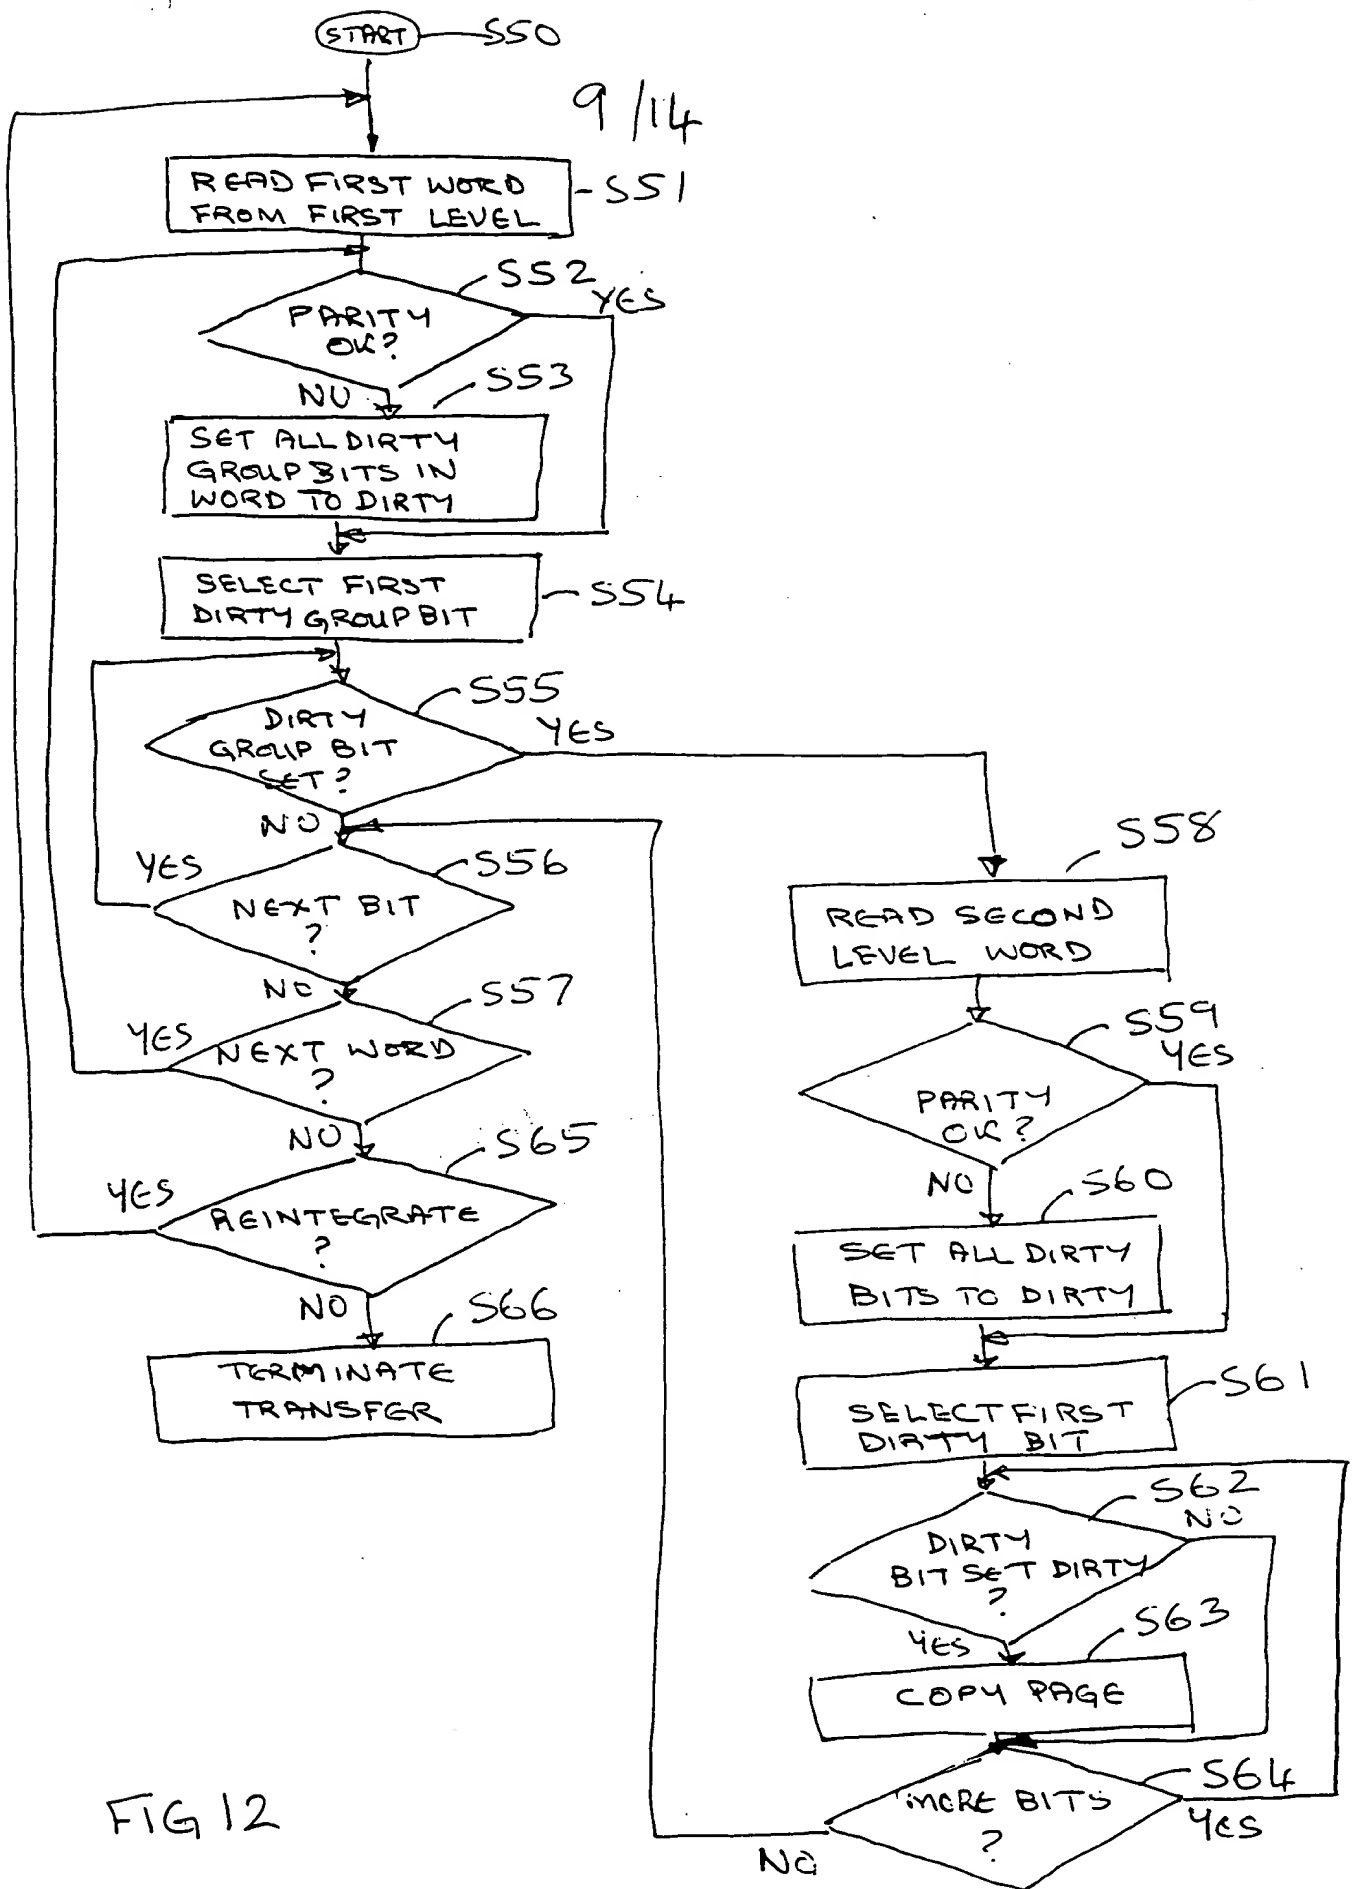 START
S50
9/14
READ FIRST WORD
FROM FIRST LEVEL
S51
S52
YES
PARITY
OK?
NO
S53
SET ALL DIRTY
GROUP BITS IN
WORD TO DIRTY
SELECT FIRST
DIRTY GROUP BIT
S54
S55
DIRTY
GROUP BIT
SET?
YES
NO
YES
S56
NEXT BIT
?
NO
S57
YES
NEXT WORD
?
NO
S65
YES
REINTEGRATE
?
NO
S66
TERMINATE
TRANSFER
S58
READ SECOND
LEVEL WORD
S59
YES
PARITY
OK?
NO
S60
SET ALL DIRTY
BITS TO DIRTY
S61
SELECT FIRST
DIRTY BIT
S62
NO
DIRTY
BIT SET DIRTY
?
YES
S63
COPY PAGE
S64
MORE BITS
?
YES
NO
FIG 12